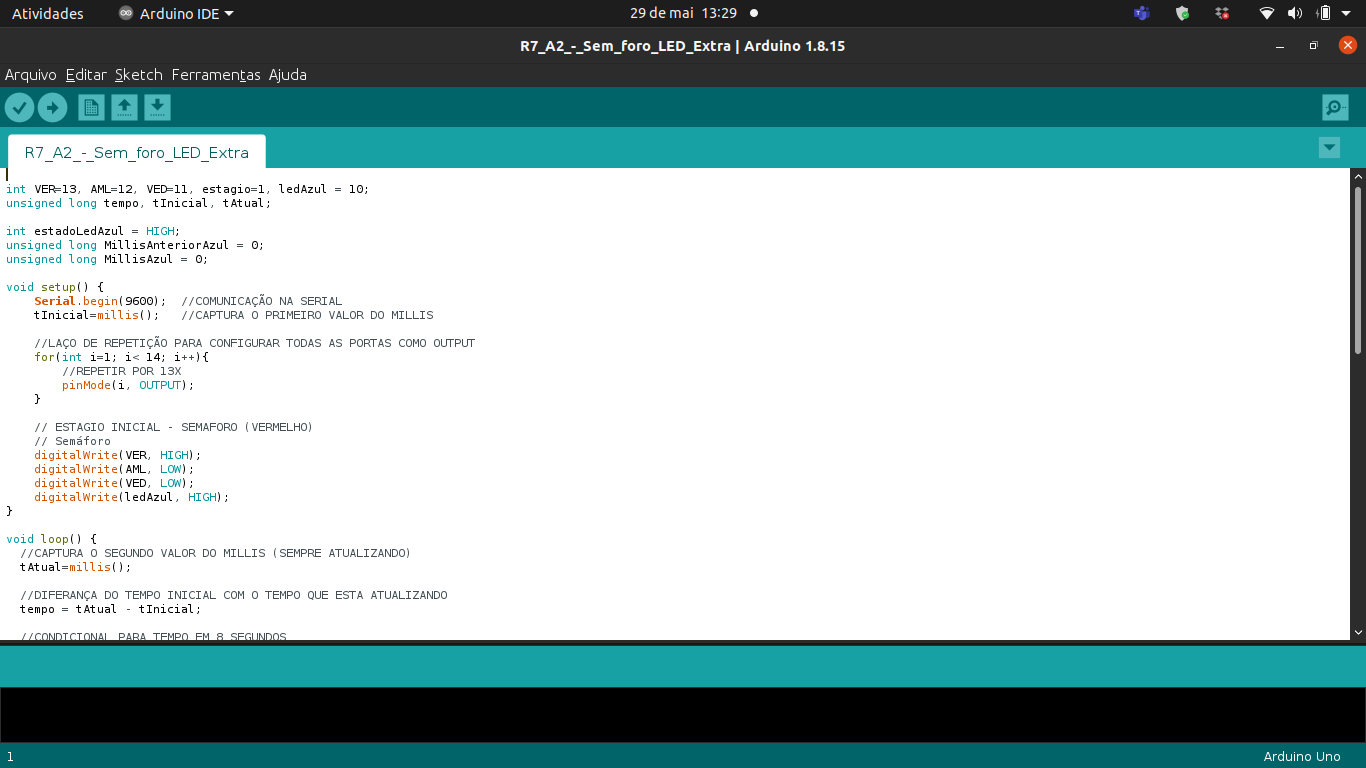 Atividades Arduino IDE 29 de mai 13:29
R7_A2_-_Sem_foro_LED_Extra | Arduino 1.8.15
Arquivo Editar Sketch Ferramentas Ajuda
R7_A2_-_Sem_foro_LED_Extra
int VER=13, AML=12, VED=11, estagio=1, ledAzul = 10;
unsigned long tempo, tInicial, tAtual;
int estadoLedAzul = HIGH;
unsigned long MillisAnteriorAzul = 0;
unsigned long MillisAzul = 0;
void setup() {
Serial.begin(9600); //COMUNICAÇÃO NA SERIAL
tInicial=millis(); //CAPTURA O PRIMEIRO VALOR DO MILLIS
//LAÇO DE REPETIÇÃO PARA CONFIGURAR TODAS AS PORTAS COMO OUTPUT
for(int i=1; i< 14; i++){
//REPETIR POR 13X
pinMode(i, OUTPUT);
}
// ESTAGIO INICIAL - SEMAFORO (VERMELHO)
// Semáforo
digitalWrite(VER, HIGH);
digitalWrite(AML, LOW);
digitalWrite(VED, LOW);
digitalWrite(ledAzul, HIGH);
}
void loop() {
//CAPTURA O SEGUNDO VALOR DO MILLIS (SEMPRE ATUALIZANDO)
tAtual=millis();
//DIFERANÇA DO TEMPO INICIAL COM O TEMPO QUE ESTA ATUALIZANDO
tempo = tAtual - tInicial;
//CONDICIONAL PARA TEMPO EM 8 SEGUNDOS
1 Arduino Uno